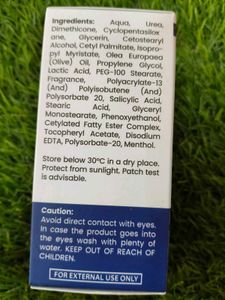 Ingredients: Aqua, Urea,
Dimethicone, Cyclopentasilox
ane, Glycerin, Cetostearyl
Alcohol, Cetyl Palmitate, Isoprop
yl Myristate, Olea Europaea
(Olive) Oil, Propylene Glycol,
Lactic Acid, PEG-100 Stearate,
Fragrance, Polyacrylate-13
(And) Polyisobutene (And)
Polysorbate 20, Salicylic Acid,
Stearic Acid, Glyceryl
Monostearate, Phenoxyethanol,
Cetylated Fatty Ester Complex,
Tocopheryl Acetate, Disodium
EDTA, Polysorbate-20, Menthol.
Store below 30°C in a dry place.
Protect from sunlight. Patch test
is advisable.
Caution:
Avoid direct contact with eyes.
In case the product goes into
the eyes wash with plenty of
water. KEEP OUT OF REACH OF
CHILDREN.
FOR EXTERNAL USE ONLY